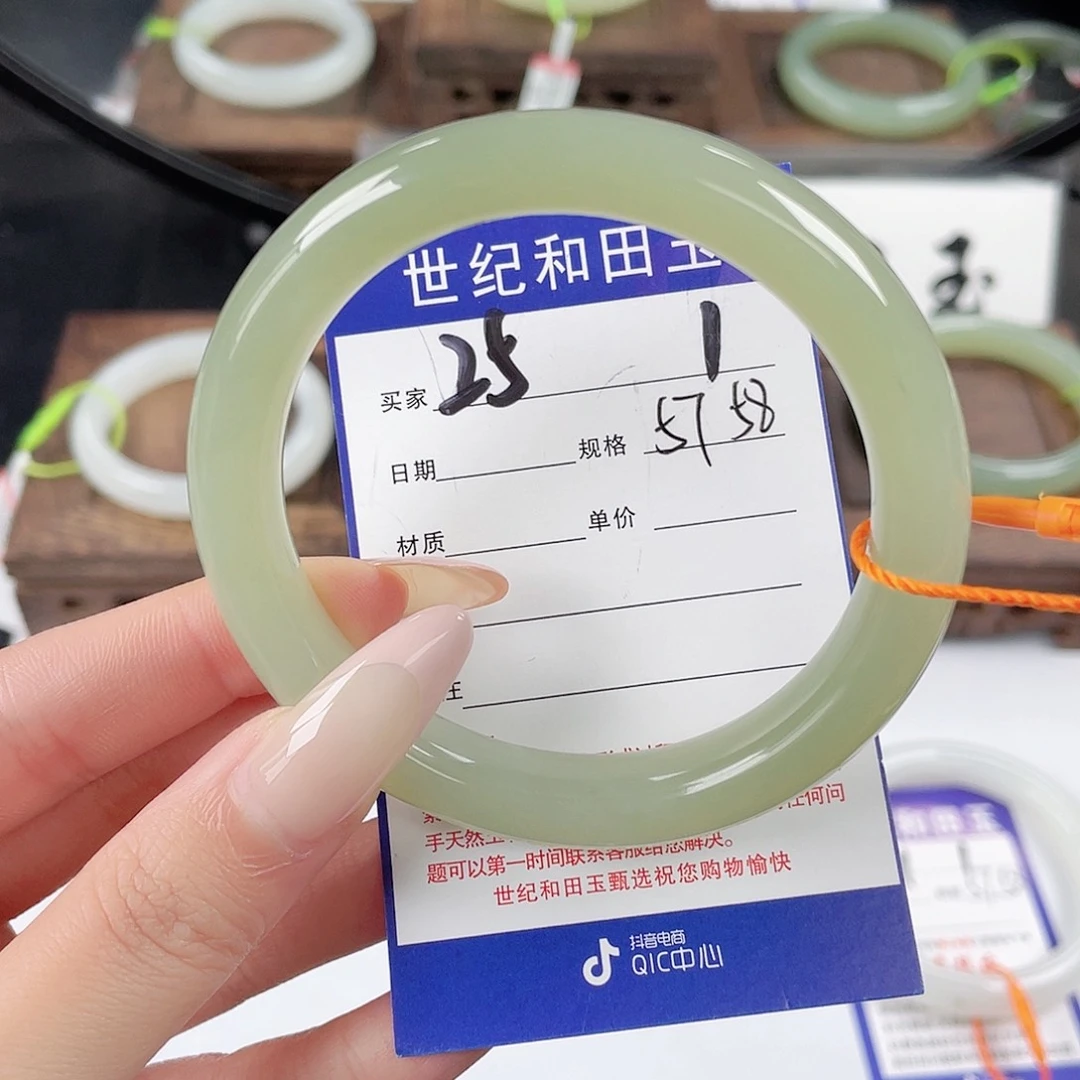 世纪和田玉
买家 25 1
日期 规格 57 58
材质 单价
手天然
任何问
题可以第一时间联系客服给您解决。
世纪和田玉甄选祝您购物愉快
抖音电商
QIC中心
玉